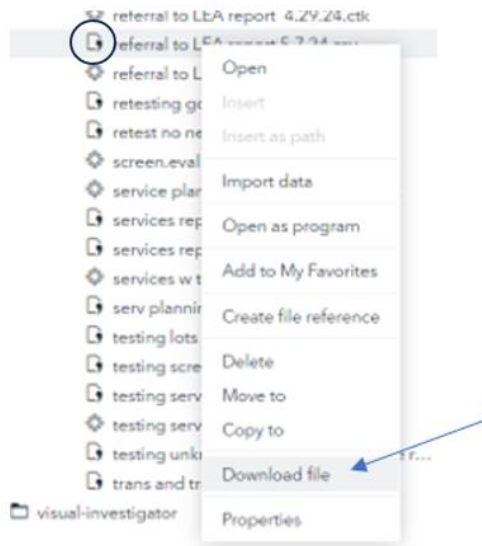 referral to LEA report 4.29.24.ctk
referral to LEA report 5.7.24.csv
referral to L
Open
retesting go
Insert
retest no ne
Insert as path
screen.eval
service plan
Import data
services rep
Open as program
services rep
services w t
Add to My Favorites
serv plannin
Create file reference
testing lots
testing scre
Delete
testing serv
Move to
testing serv
Copy to
testing unkn
r...
trans and tr
Download file
visual-investigator
Properties